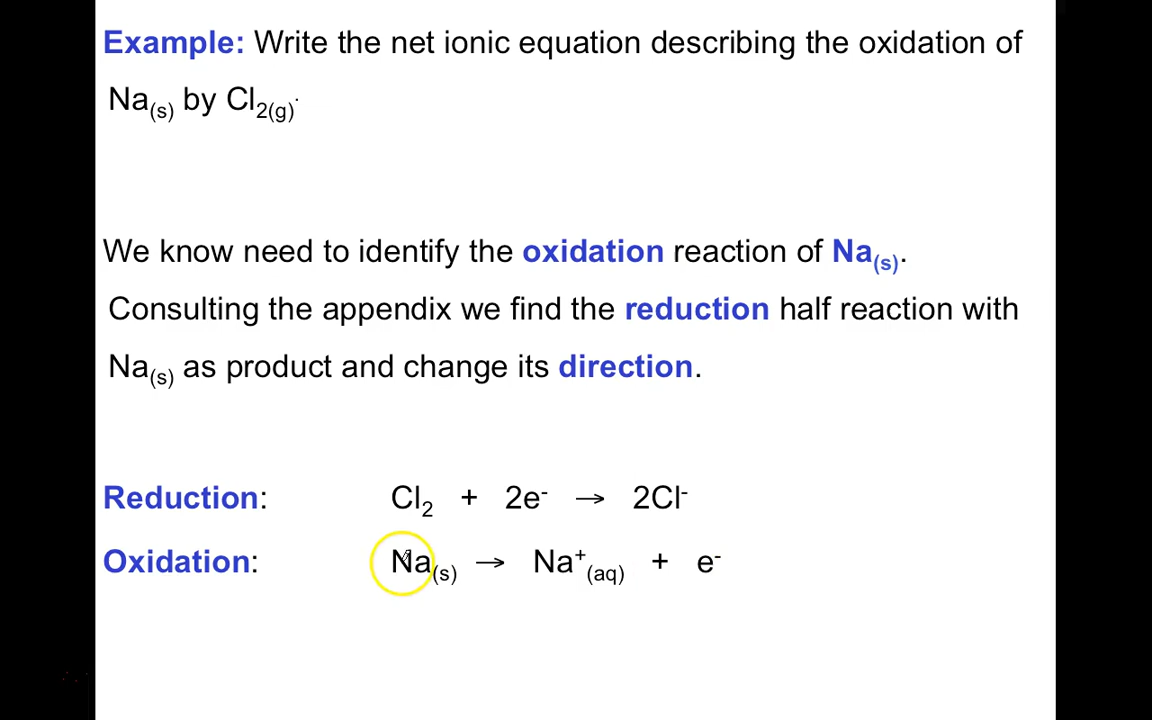 Example: Write the net ionic equation describing the oxidation of
Na(s) by Cl2(g).
We know need to identify the oxidation reaction of Na(s).
Consulting the appendix we find the reduction half reaction with
Na(s) as product and change its direction.
Reduction: Cl2 + 2e- → 2Cl-
Oxidation: Na(s) → Na+(aq) + e-